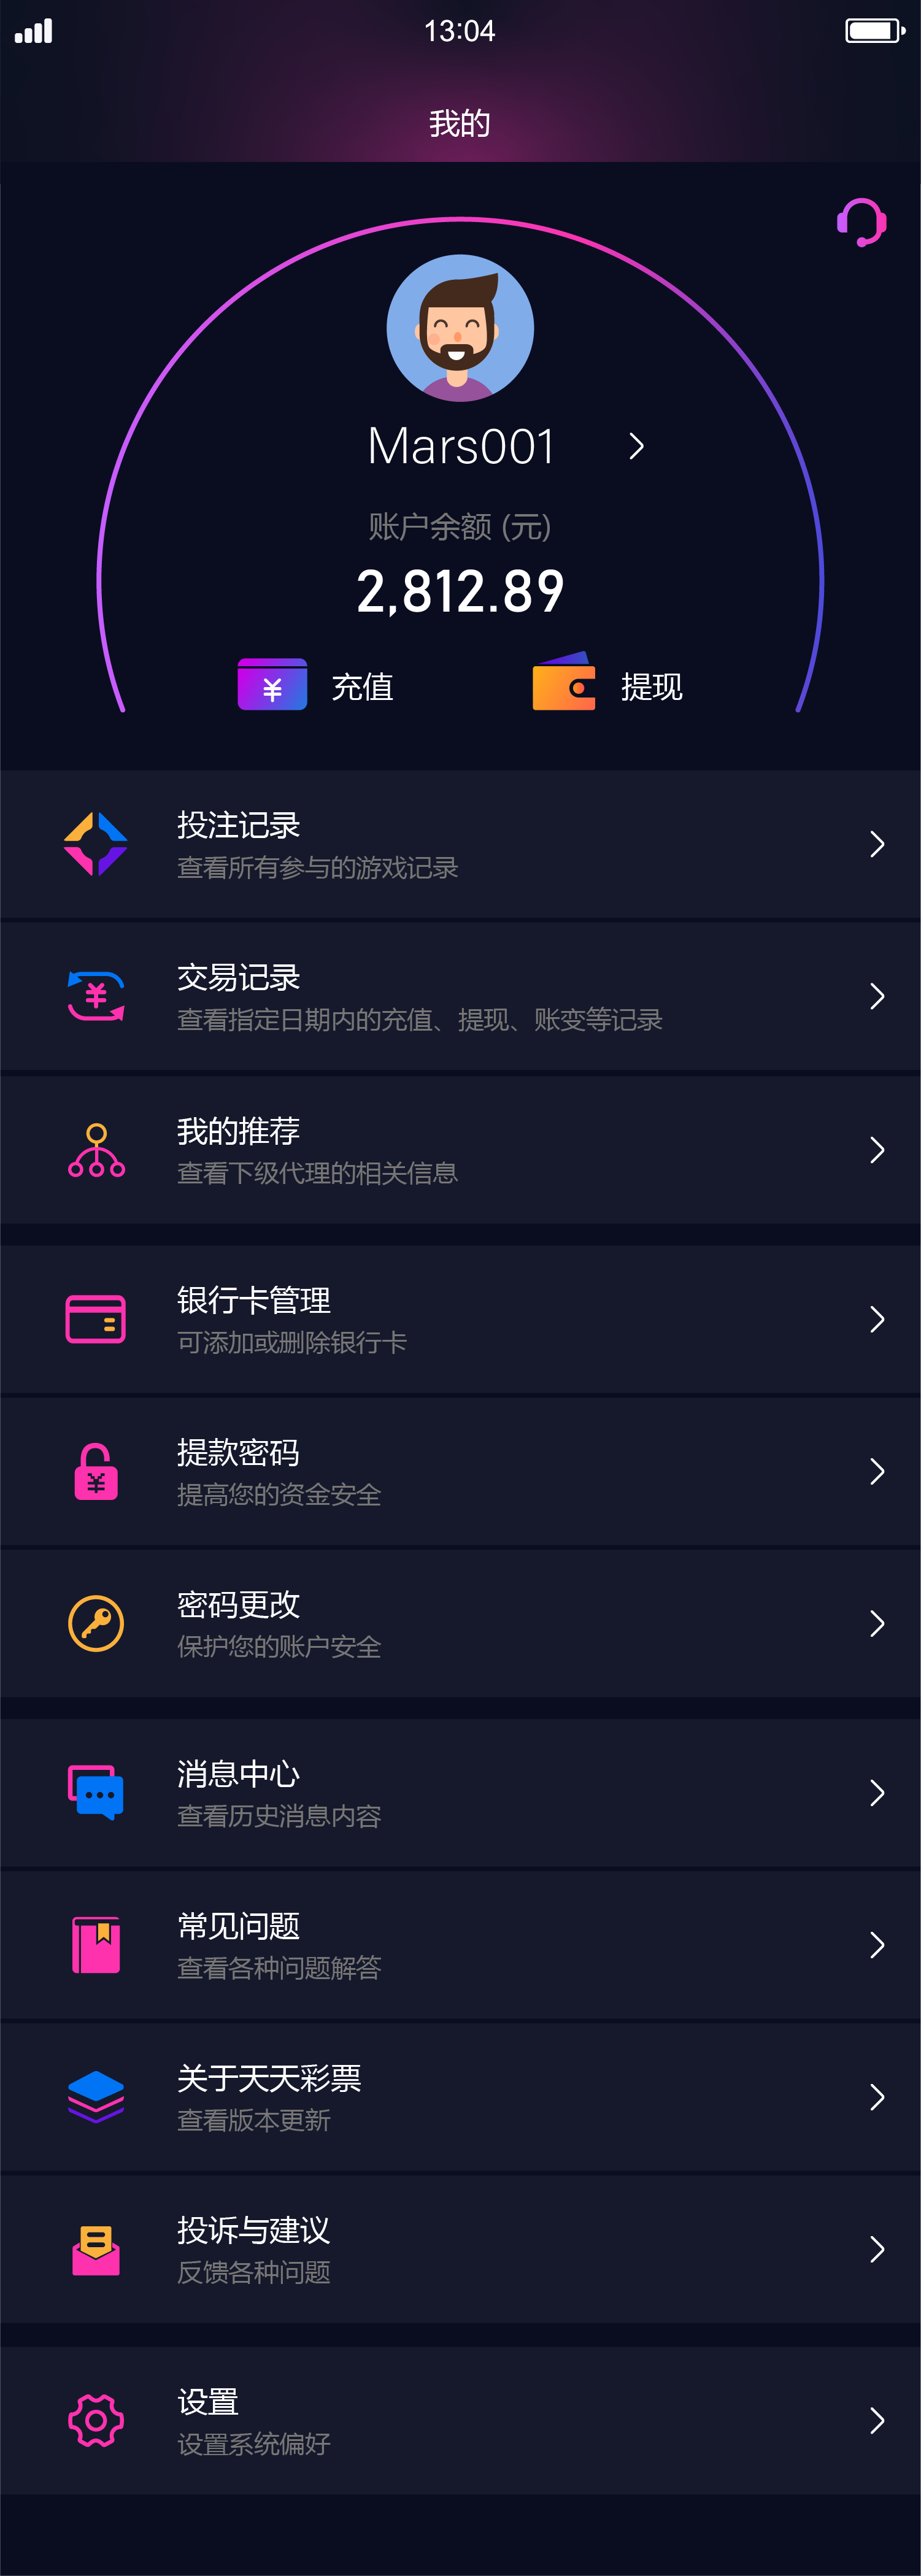 13:04
我的
Mars001
账户余额 (元)
2,812.89
充值
提现
投注记录
查看所有参与的游戏记录
交易记录
查看指定日期内的充值、提现、账变等记录
我的推荐
查看下级代理的相关信息
银行卡管理
可添加或删除银行卡
提款密码
提高您的资金安全
密码更改
保护您的账户安全
消息中心
查看历史消息内容
常见问题
查看各种问题解答
关于天天彩票
查看版本更新
投诉与建议
反馈各种问题
设置
设置系统偏好